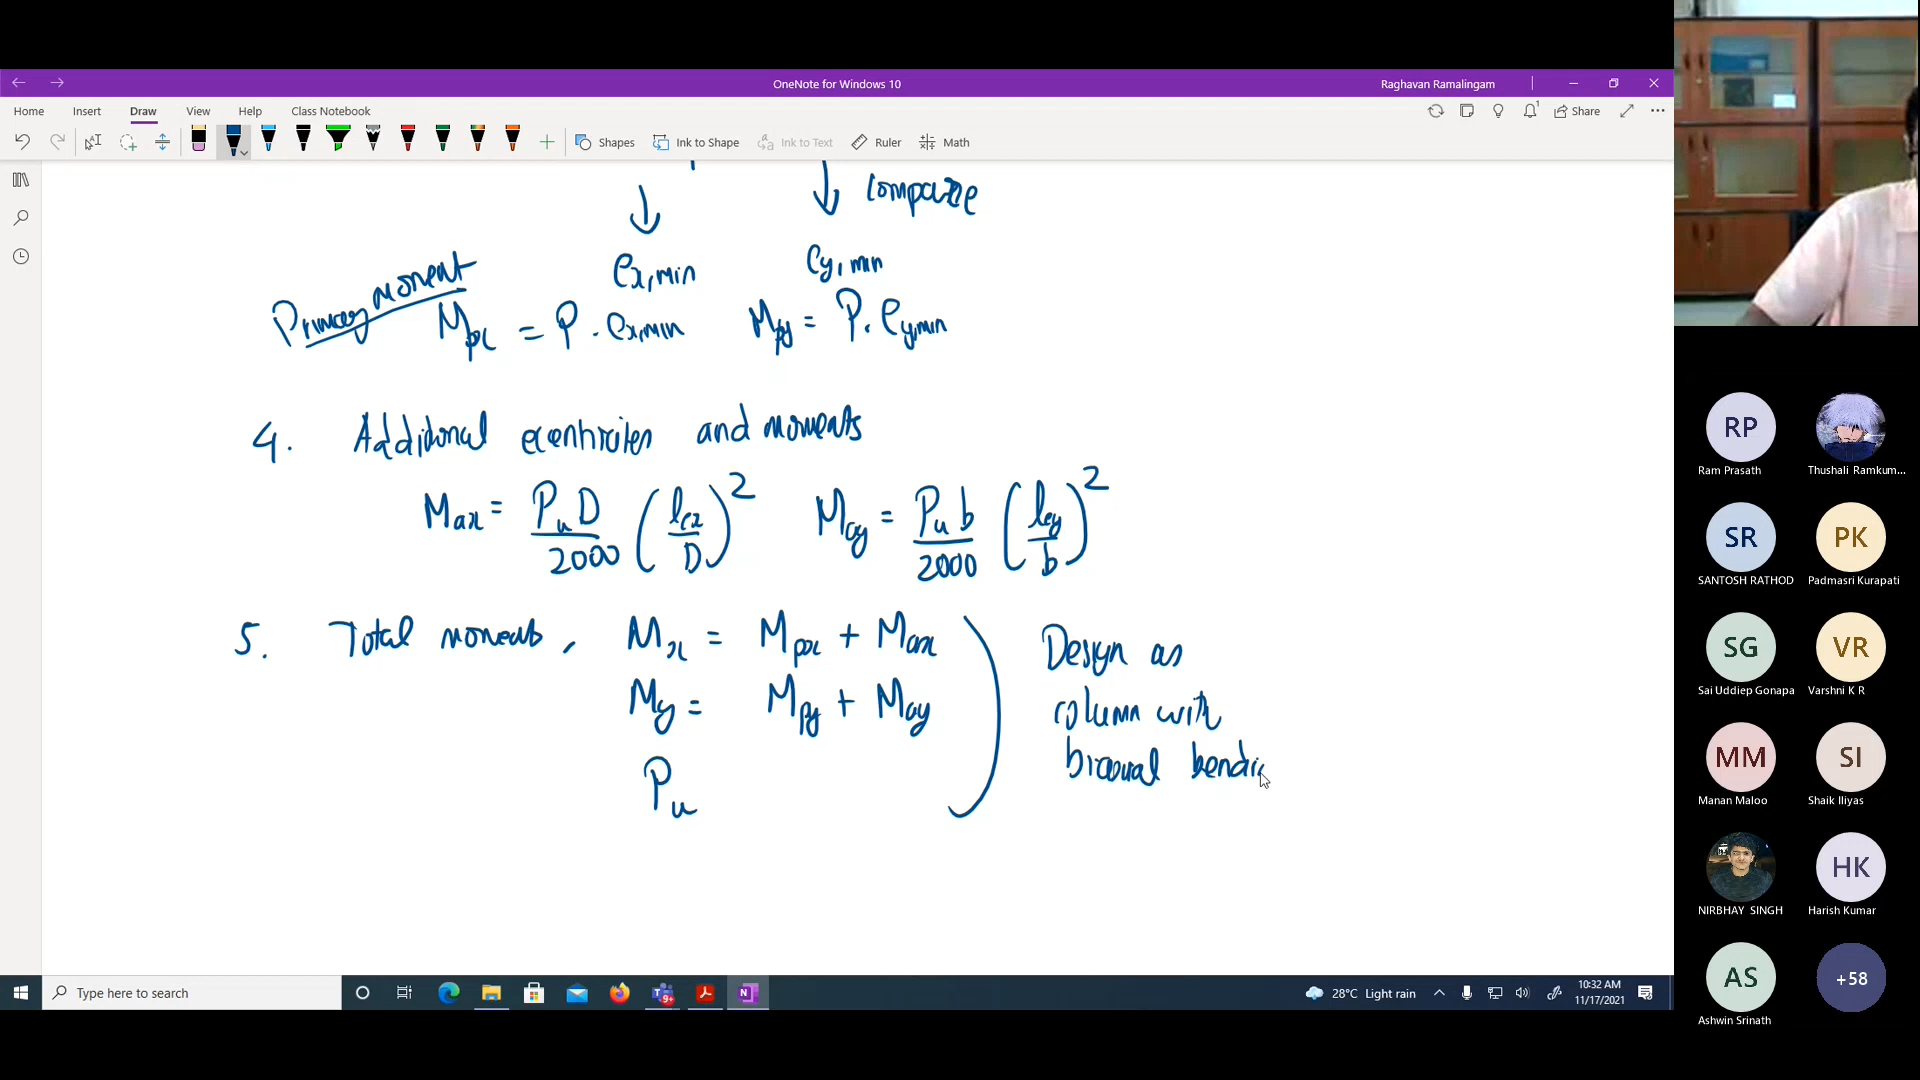 OneNote for Windows 10
Raghavan Ramalingam
Home Insert Draw View Help Class Notebook
Share
Shapes Ink to Shape Ink to Text Ruler Math
compare
ex,min ey,min
Primary moment
Mpx = P . ex,min Mpy = P. ey,min
4. Additional eccentricities and moments
Max = PuD/2000 (lex/D)² May = Pu b/2000 (ley/b)²
5. Total moments, Mx = Mpx + Max
My = Mpy + May
Pu
Design as
column with
biaxial bendi
RP
Ram Prasath
Thushali Ramkum...
SR
SANTOSH RATHOD
PK
Padmasri Kurapati
SG
Sai Uddiep Gonapa
VR
Varshni K R
MM
Manan Maloo
SI
Shaik Iliyas
NIRBHAY SINGH
HK
Harish Kumar
AS
Ashwin Srinath
+58
Type here to search
9+
28°C Light rain
10:32 AM
11/17/2021